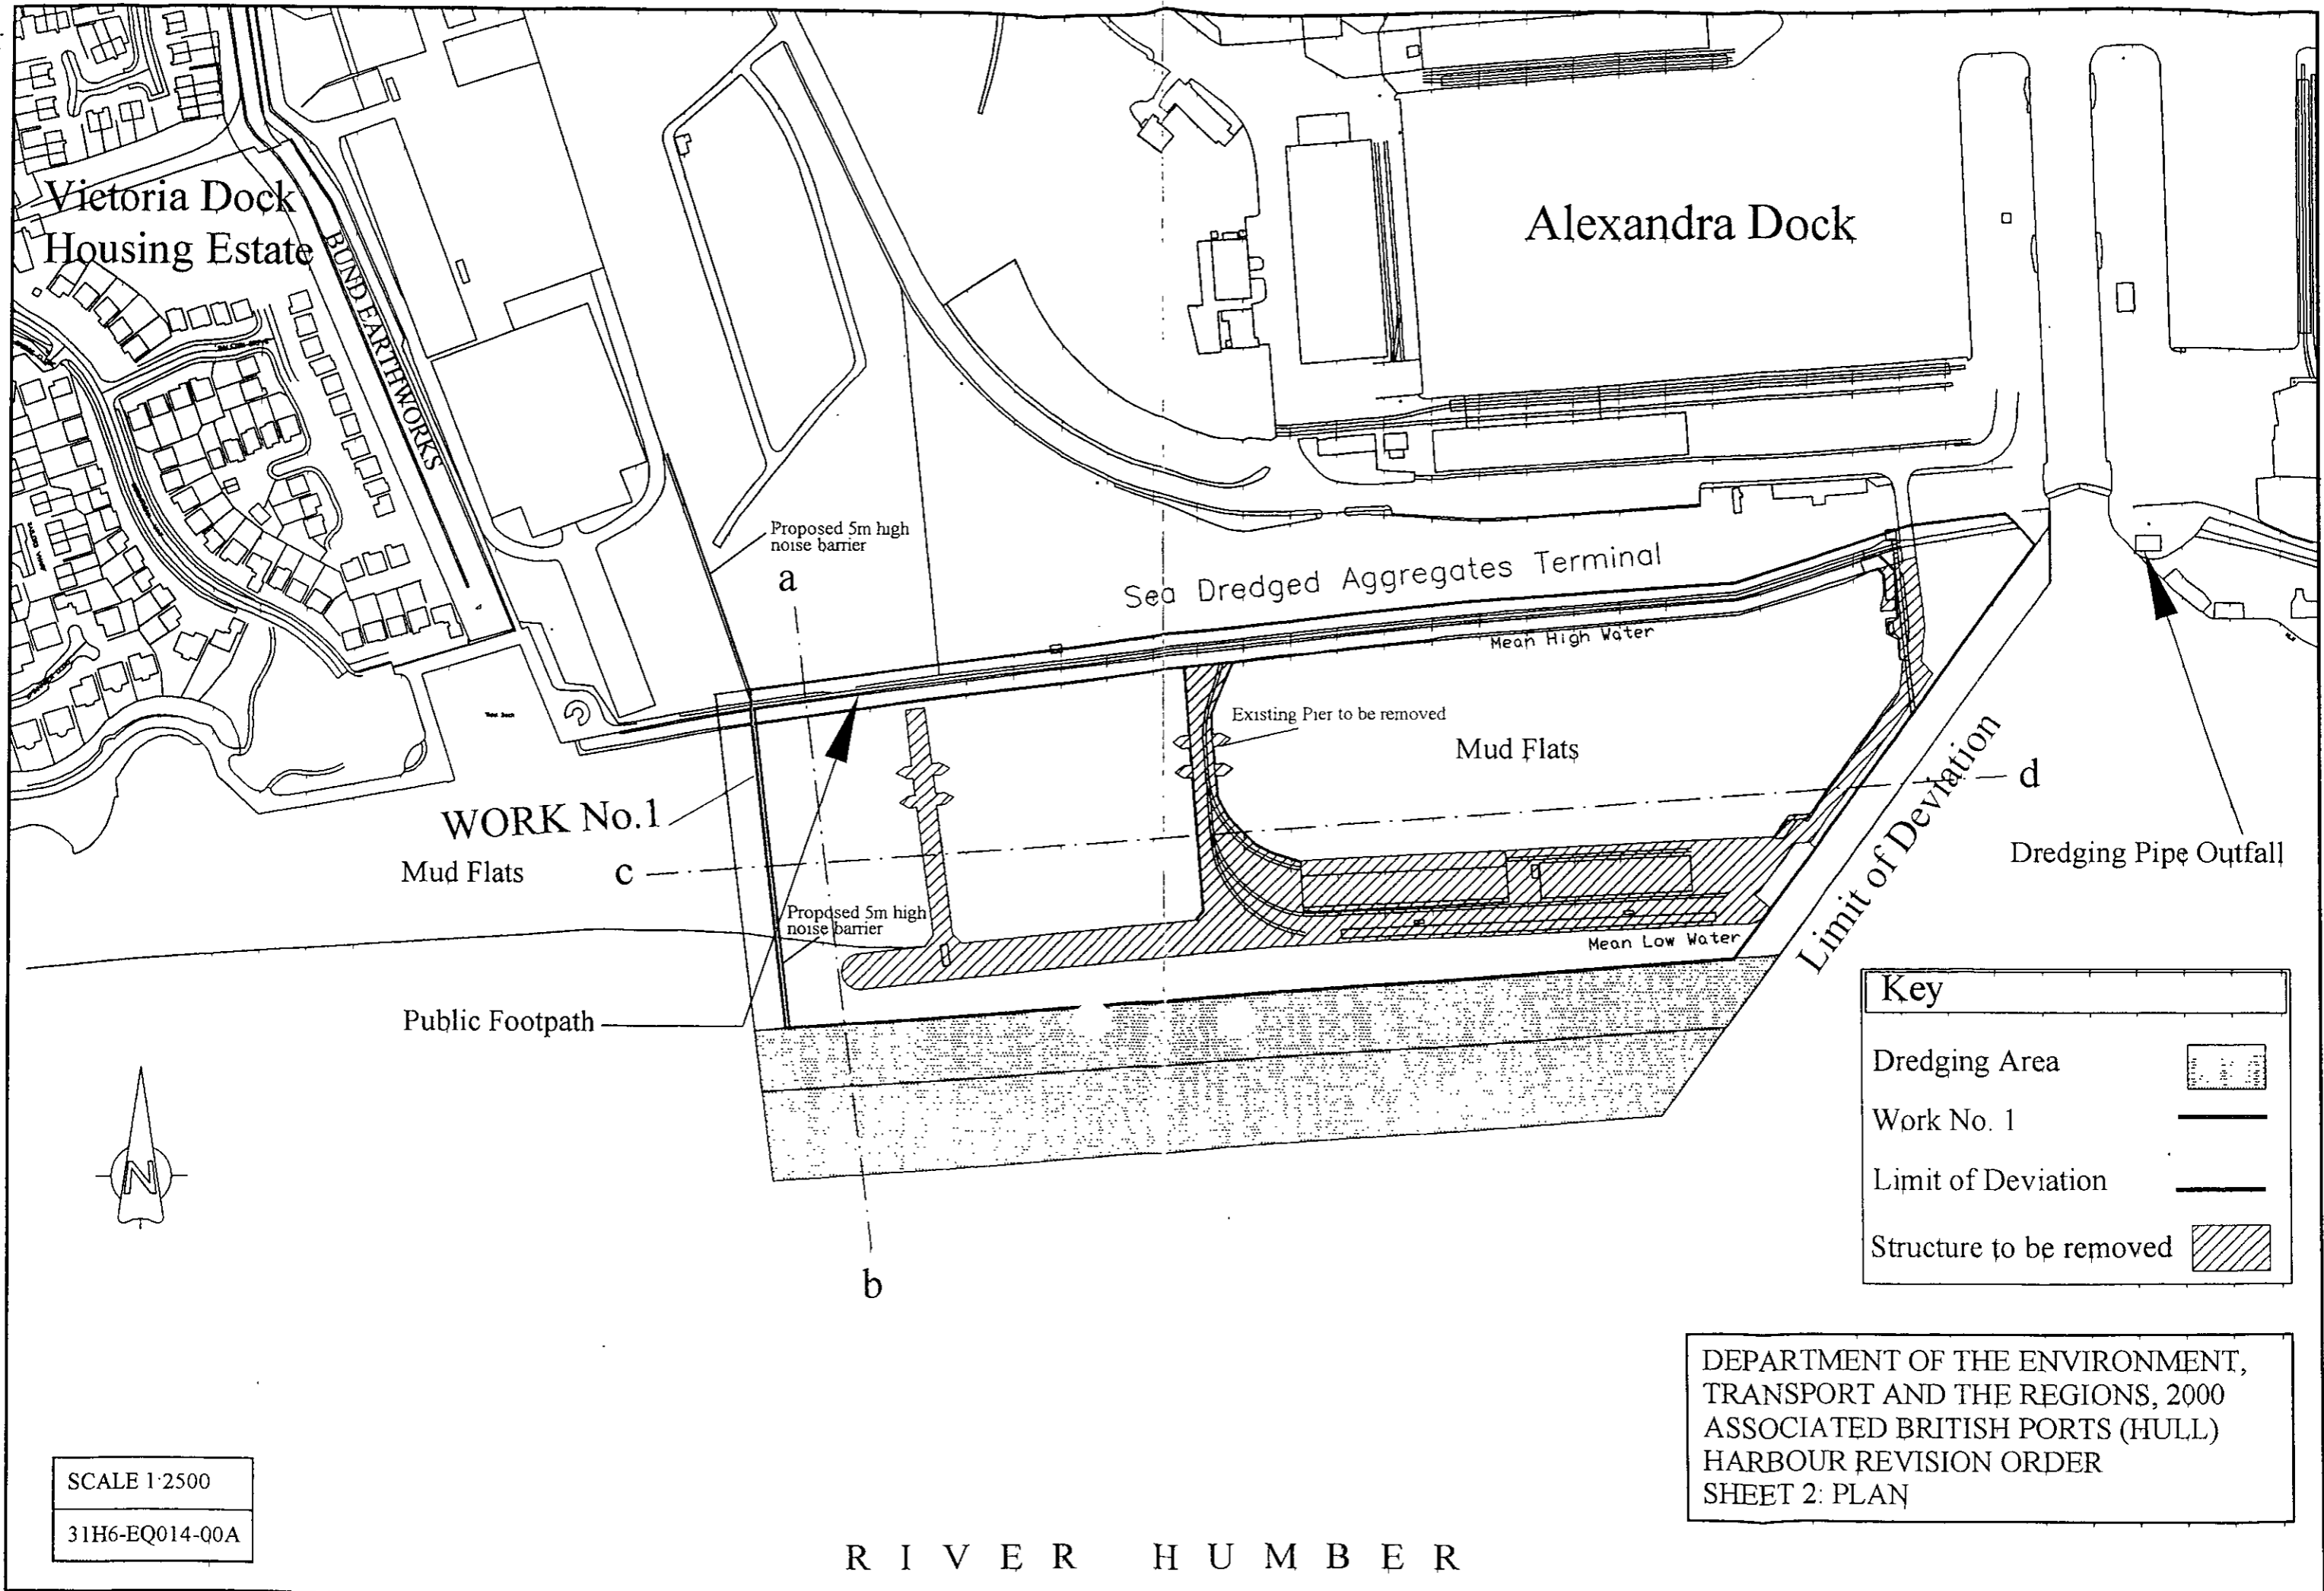 Victoria Dock
Housing Estate
BUND EARTHWORKS
Alexandra Dock
Proposed 5m high
noise barrier
a
Sea Dredged Aggregates Terminal
Mean High Water
Existing Pier to be removed
Mud Flats
WORK No.1
Mud Flats
c
d
Limit of Deviation
Dredging Pipe Outfall
Proposed 5m high
noise barrier
Mean Low Water
Public Footpath
b
N
Key
Dredging Area
Work No. 1
Limit of Deviation
Structure to be removed
DEPARTMENT OF THE ENVIRONMENT,
TRANSPORT AND THE REGIONS, 2000
ASSOCIATED BRITISH PORTS (HULL)
HARBOUR REVISION ORDER
SHEET 2: PLAN
SCALE 1:2500
31H6-EQ014-00A
RIVER HUMBER